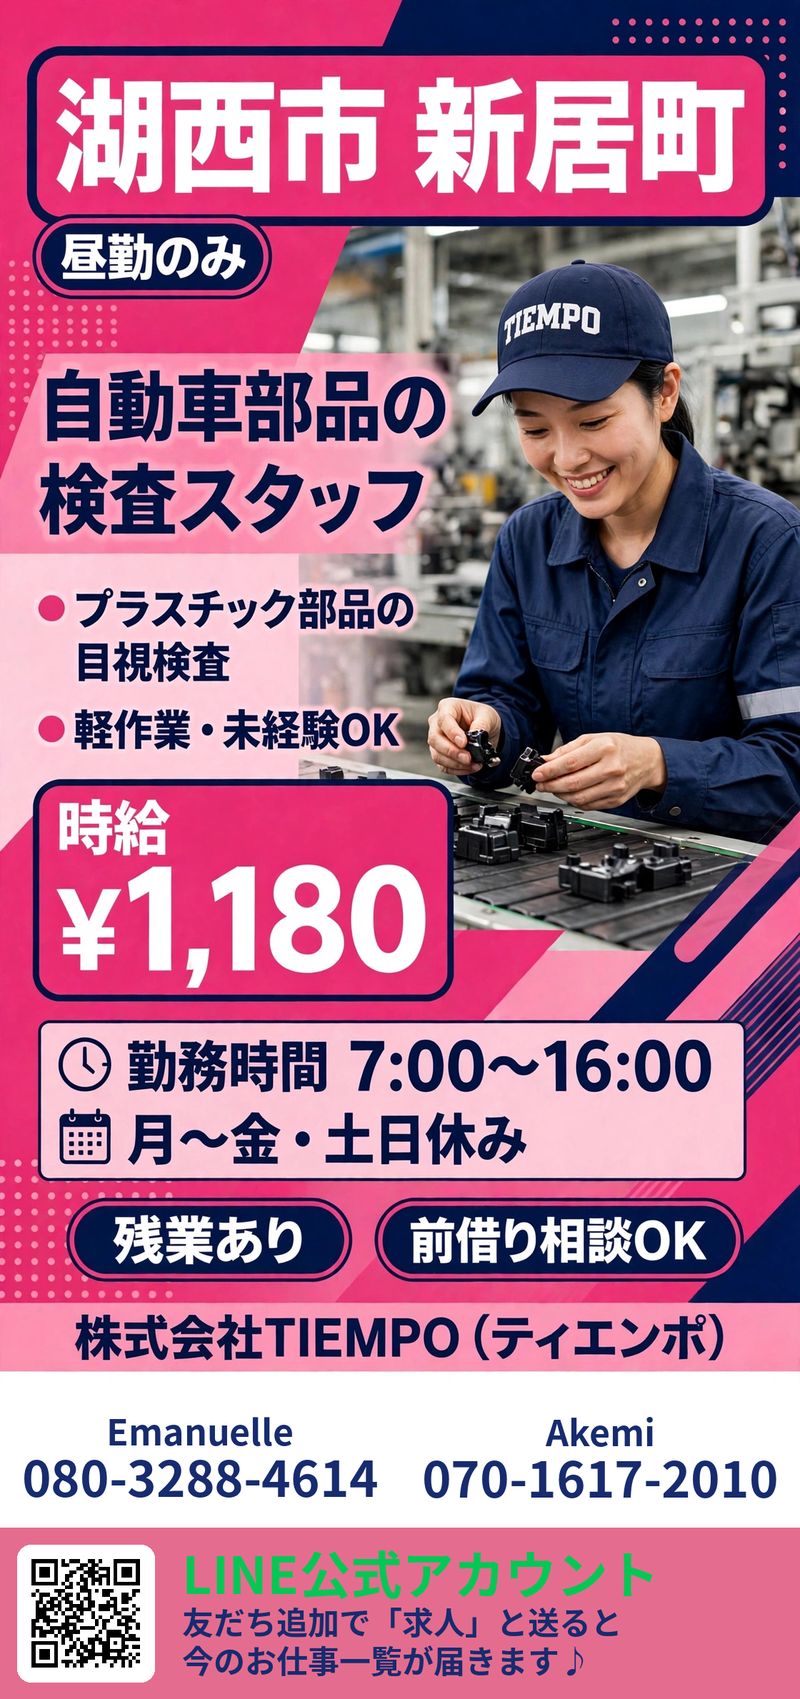 湖西市 新居町
昼勤のみ
TIEMPO
自動車部品の
検査スタッフ
● プラスチック部品の
目視検査
● 軽作業・未経験OK
時給
¥1,180
勤務時間 7:00～16:00
月～金・土日休み
残業あり
前借り相談OK
株式会社TIEMPO（ティエンポ）
Emanuelle
080-3288-4614
Akemi
070-1617-2010
LINE公式アカウント
友だち追加で「求人」と送ると
今のお仕事一覧が届きます♪